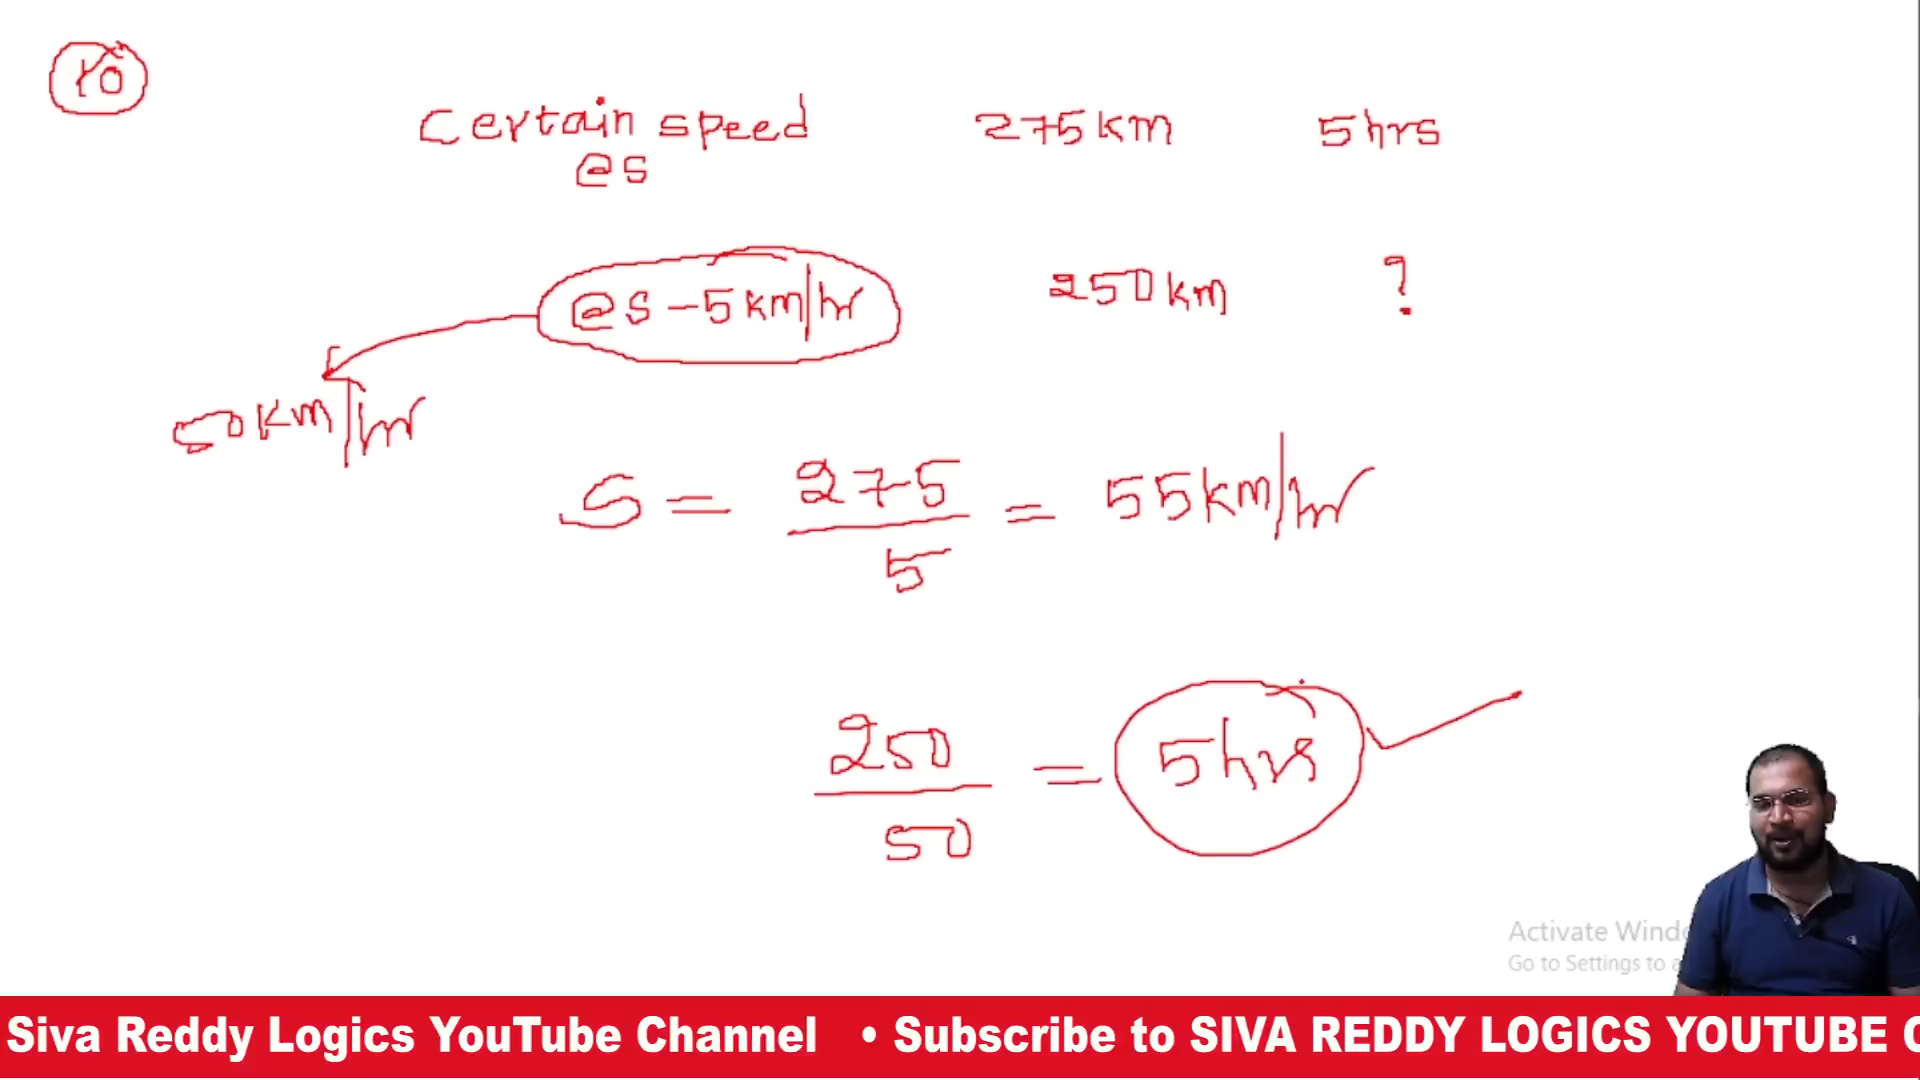 10
Certain speed 275km 5hrs
@S
@S-5km/hr 250km ?
50km/hr
S = 275/5 = 55km/hr
250/50 = 5hrs
Activate Wind
Go to Settings to a
Siva Reddy Logics YouTube Channel • Subscribe to SIVA REDDY LOGICS YOUTUBE C